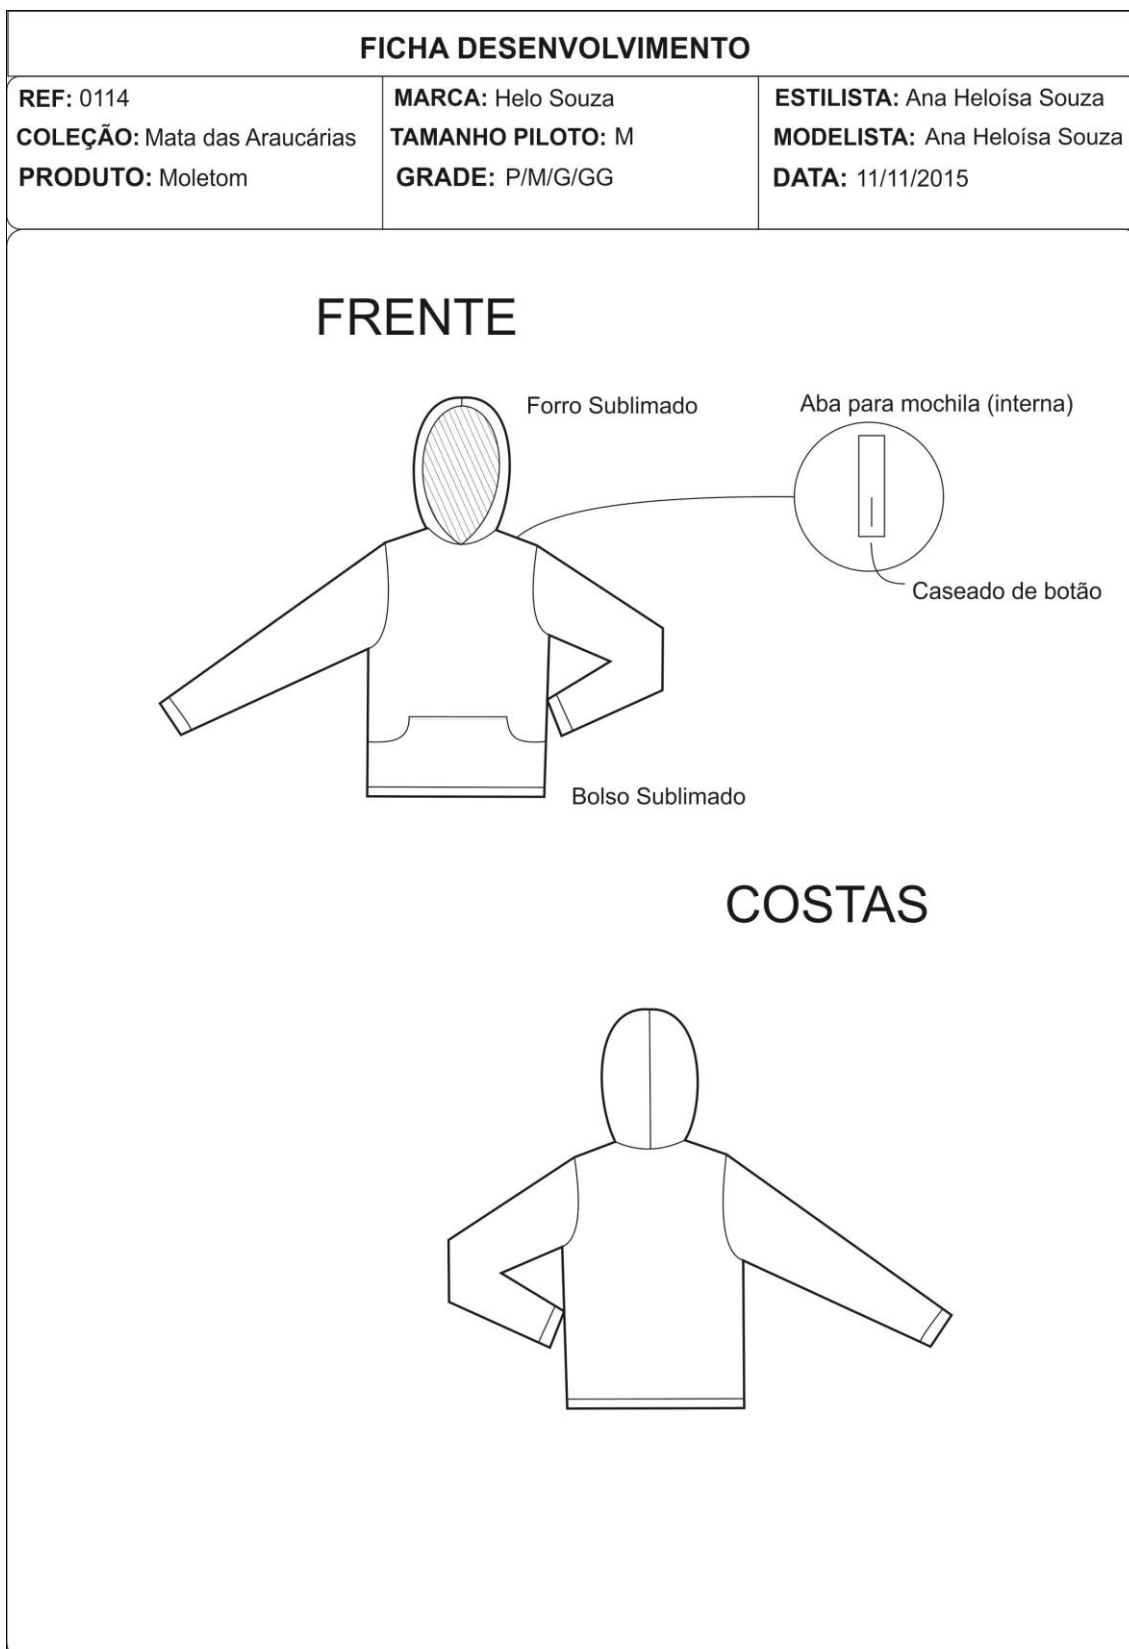 FICHA DESENVOLVIMENTO
REF: 0114
COLEÇÃO: Mata das Araucárias
PRODUTO: Moletom
MARCA: Helo Souza
TAMANHO PILOTO: M
GRADE: P/M/G/GG
ESTILISTA: Ana Heloísa Souza
MODELISTA: Ana Heloísa Souza
DATA: 11/11/2015
FRENTE
Forro Sublimado
Aba para mochila (interna)
Caseado de botão
Bolso Sublimado
COSTAS